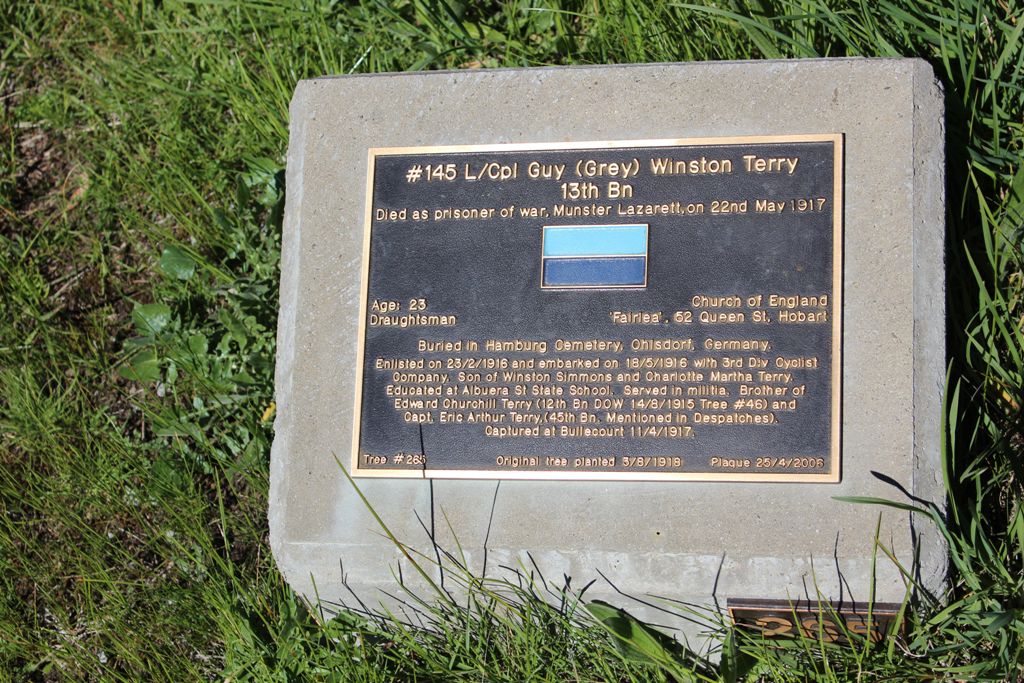 #145 L/Cpl Guy (Grey) Winston Terry
13th Bn
Died as prisoner of war, Munster Lazarett, on 22nd May 1917
Age: 23
Church of England
Draughtsman
'Fairlea', 52 Queen St, Hobart
Buried in Hamburg Cemetery, Ohlsdorf, Germany.
Enlisted on 23/2/1916 and embarked on 18/5/1916 with 3rd Div Cyclist
Company. Son of Winston Simmons and Charlotte Martha Terry.
Educated at Albuera St State School. Served in militia. Brother of
Edward Churchill Terry (12th Bn DOW 14/8/1915 Tree #46) and
Capt. Eric Arthur Terry,(45th Bn, Mentioned in Despatches).
Captured at Bullecourt 11/4/1917.
Tree #265 Original tree planted 3/8/1918 Plaque 25/4/2006
265